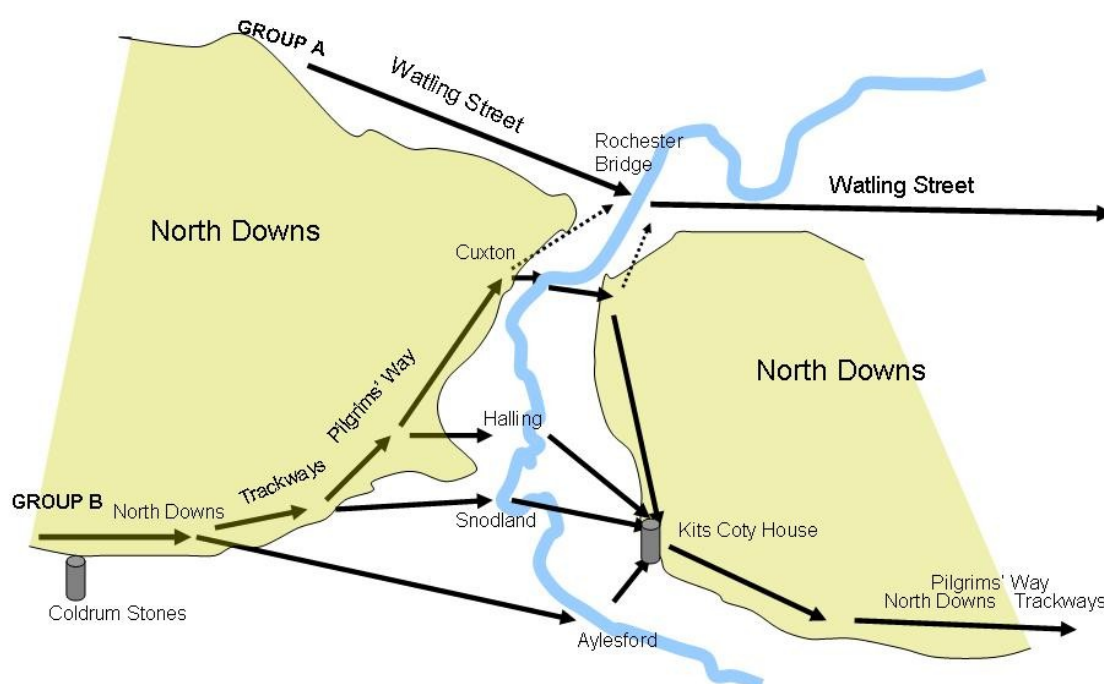 GROUP A
Watling Street
Rochester
Bridge
Watling Street
North Downs
Cuxton
North Downs
Pilgrims' Way
Halling
Trackways
GROUP B
North Downs
Snodland
Kits Coty House
Coldrum Stones
Aylesford
Pilgrims' Way
North Downs Trackways